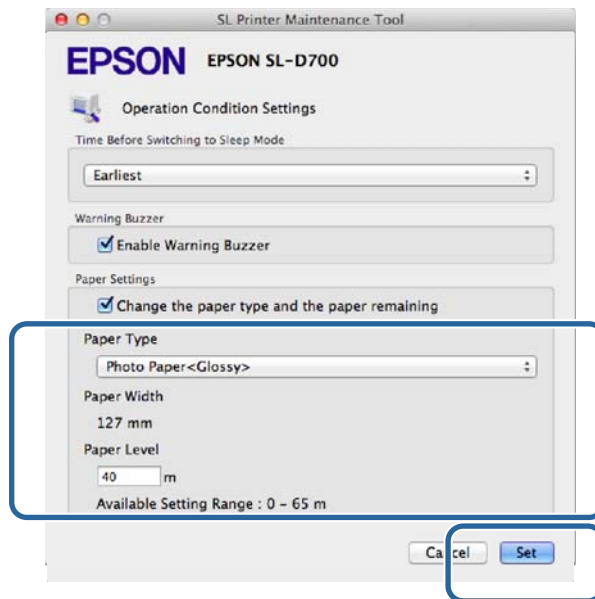 SL Printer Maintenance Tool
EPSON EPSON SL-D700
Operation Condition Settings
Time Before Switching to Sleep Mode
Earliest
Warning Buzzer
Enable Warning Buzzer
Paper Settings
Change the paper type and the paper remaining
Paper Type
Photo Paper<Glossy>
Paper Width
127 mm
Paper Level
40 m
Available Setting Range : 0 – 65 m
Cancel Set